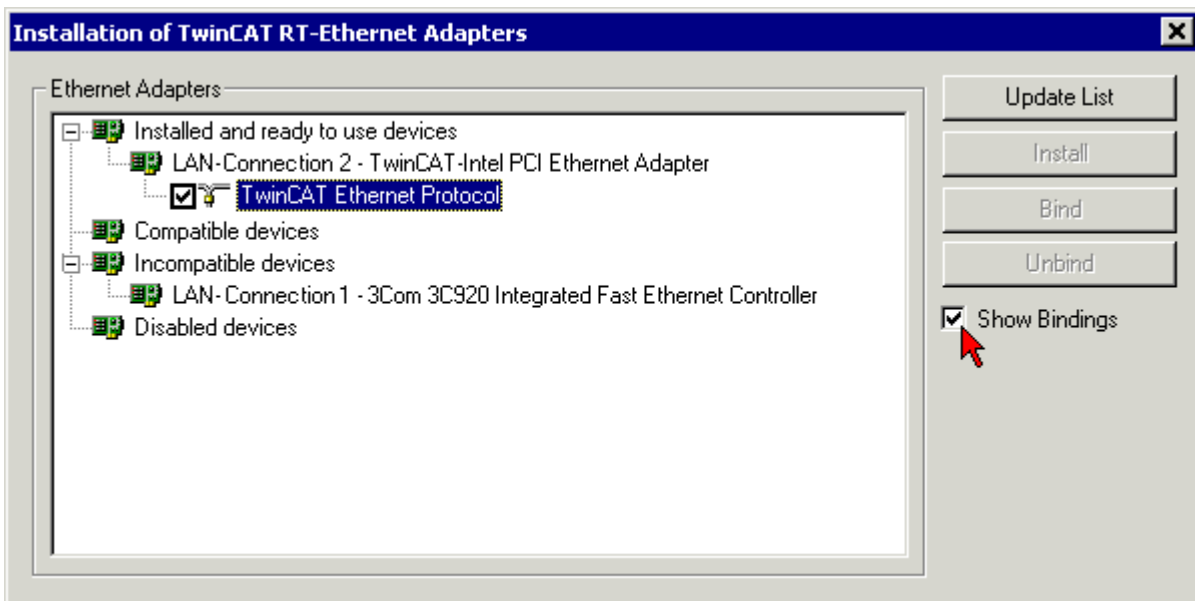 Installation of TwinCAT RT-Ethernet Adapters
Ethernet Adapters
Installed and ready to use devices
LAN-Connection 2 - TwinCAT-Intel PCI Ethernet Adapter
TwinCAT Ethernet Protocol
Compatible devices
Incompatible devices
LAN-Connection 1 - 3Com 3C920 Integrated Fast Ethernet Controller
Disabled devices
Update List
Install
Bind
Unbind
Show Bindings